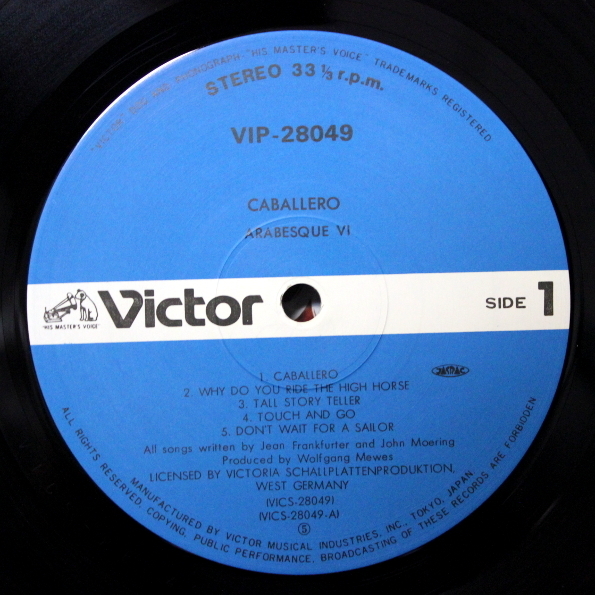 "VICTOR" "HIS MASTER'S VOICE" TRADEMARKS REGISTERED
STEREO 33 1/3 r.p.m.
VIP-28049
CABALLERO
ARABESQUE VI
"HIS MASTER'S VOICE"
Victor
SIDE 1
1. CABALLERO
2. WHY DO YOU RIDE THE HIGH HORSE
3. TALL STORY TELLER
4. TOUCH AND GO
5. DON'T WAIT FOR A SAILOR
JASRAC
All songs written by Jean Frankfurter and John Moering
Produced by Wolfgang Mewes
LICENSED BY VICTORIA SCHALLPLATTENPRODUKTION,
WEST GERMANY
(VICS-28049)
(VICS-28049-A)
S
MANUFACTURED BY VICTOR MUSICAL INDUSTRIES, INC., TOKYO, JAPAN
ALL RIGHTS RESERVED. COPYING, PUBLIC PERFORMANCE, BROADCASTING OF THESE RECORDS ARE FORBIDDEN